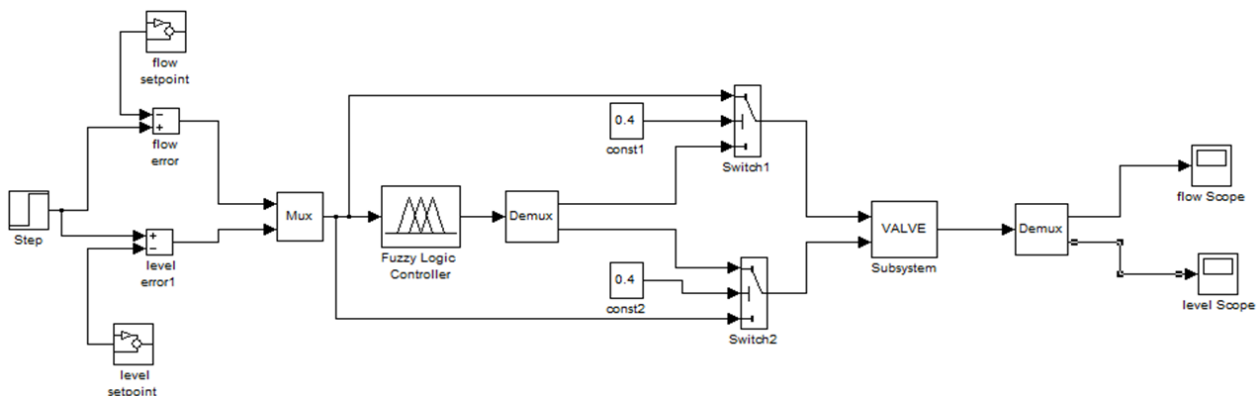 flow
setpoint
−
+
flow
error
Step
+
−
level
error1
level
setpoint
Mux
Fuzzy Logic
Controller
Demux
0.4
const1
Switch1
0.4
const2
Switch2
VALVE
Subsystem
Demux
flow Scope
level Scope